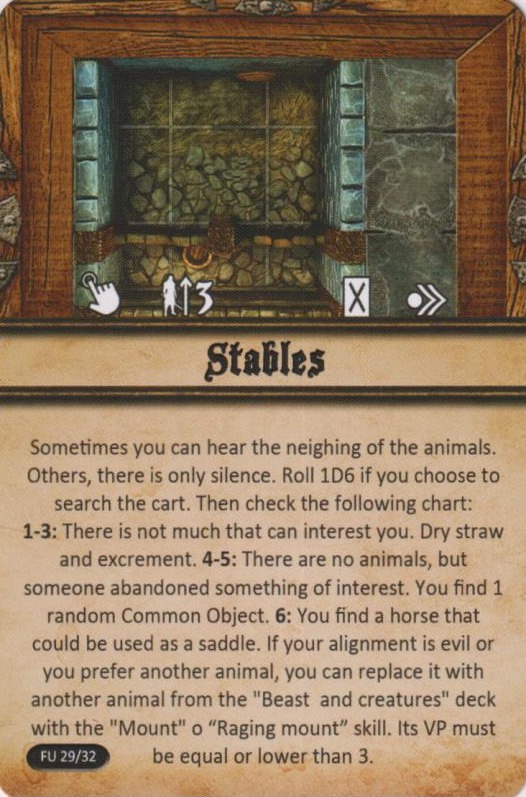 3
X
Stables
Sometimes you can hear the neighing of the animals.
Others, there is only silence. Roll 1D6 if you choose to
search the cart. Then check the following chart:
1-3: There is not much that can interest you. Dry straw
and excrement. 4-5: There are no animals, but
someone abandoned something of interest. You find 1
random Common Object. 6: You find a horse that
could be used as a saddle. If your alignment is evil or
you prefer another animal, you can replace it with
another animal from the "Beast and creatures" deck
with the "Mount" o “Raging mount” skill. Its VP must
be equal or lower than 3.
FU 29/32